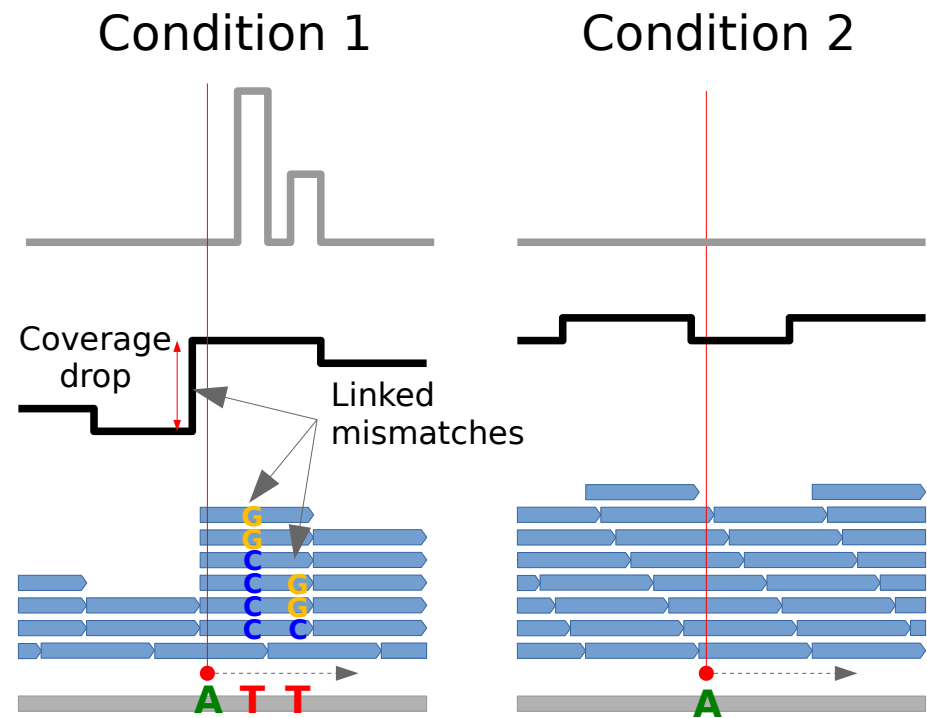 Condition 1
Condition 2
Coverage
drop
Linked
mismatches
G
G
C
C G
C G
C C
A T T
A